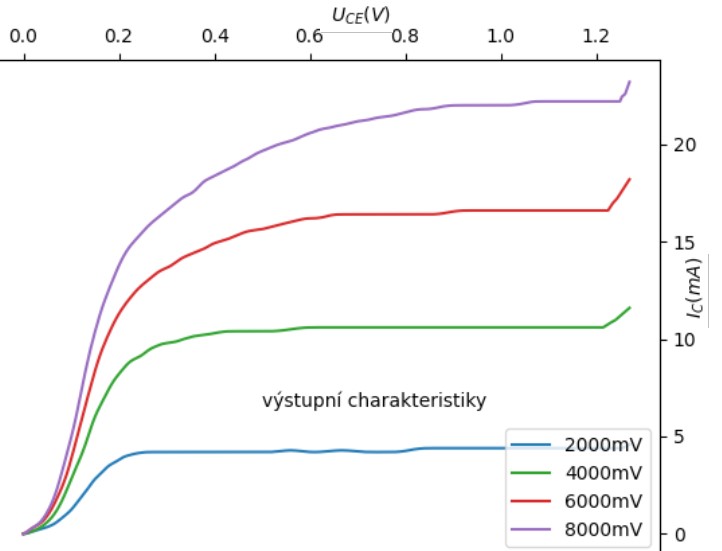 U_CE(V)
0.0 0.2 0.4 0.6 0.8 1.0 1.2
20
15
I_C(mA)
10
výstupní charakteristiky
5
2000mV
4000mV
6000mV
8000mV
0